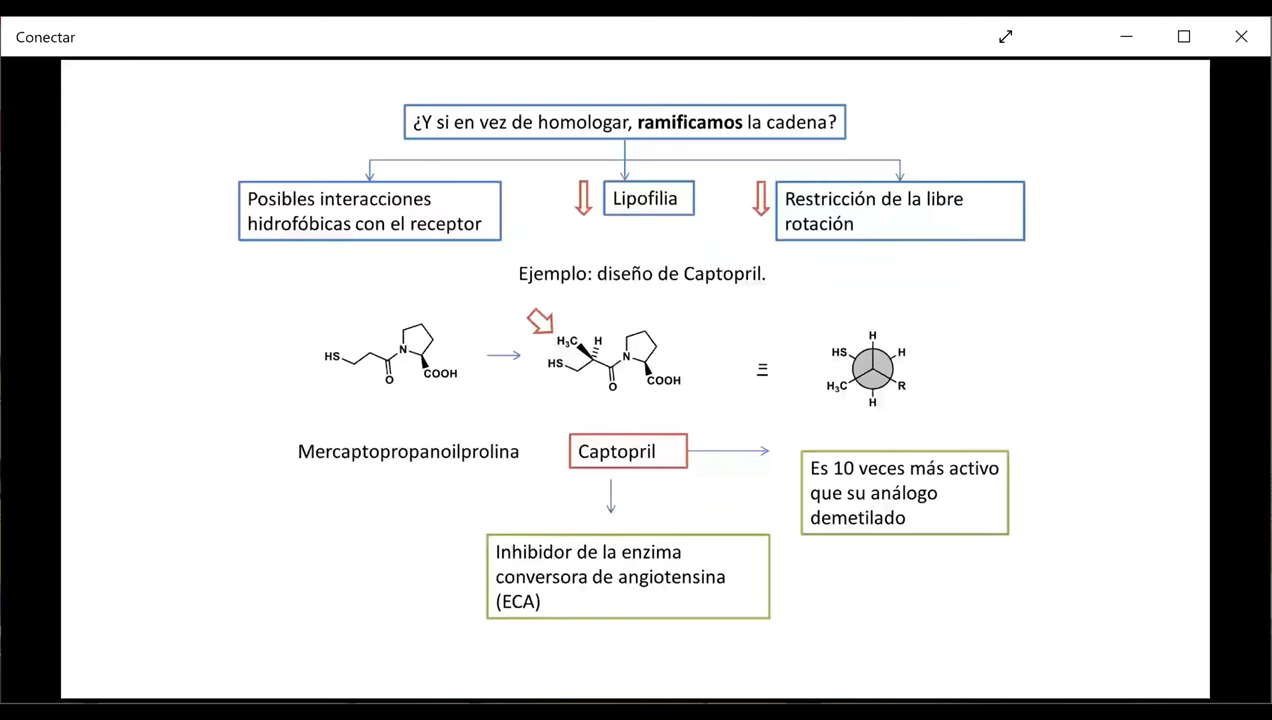 Conectar
¿Y si en vez de homologar, ramificamos la cadena?
Posibles interacciones
hidrofóbicas con el receptor
Lipofilia
Restricción de la libre
rotación
Ejemplo: diseño de Captopril.
HS
N
O
COOH
H₃C
H
HS
N
O
COOH
H
HS
H
H₃C
R
H
Mercaptopropanoilprolina
Captopril
Es 10 veces más activo
que su análogo
demetilado
Inhibidor de la enzima
conversora de angiotensina
(ECA)